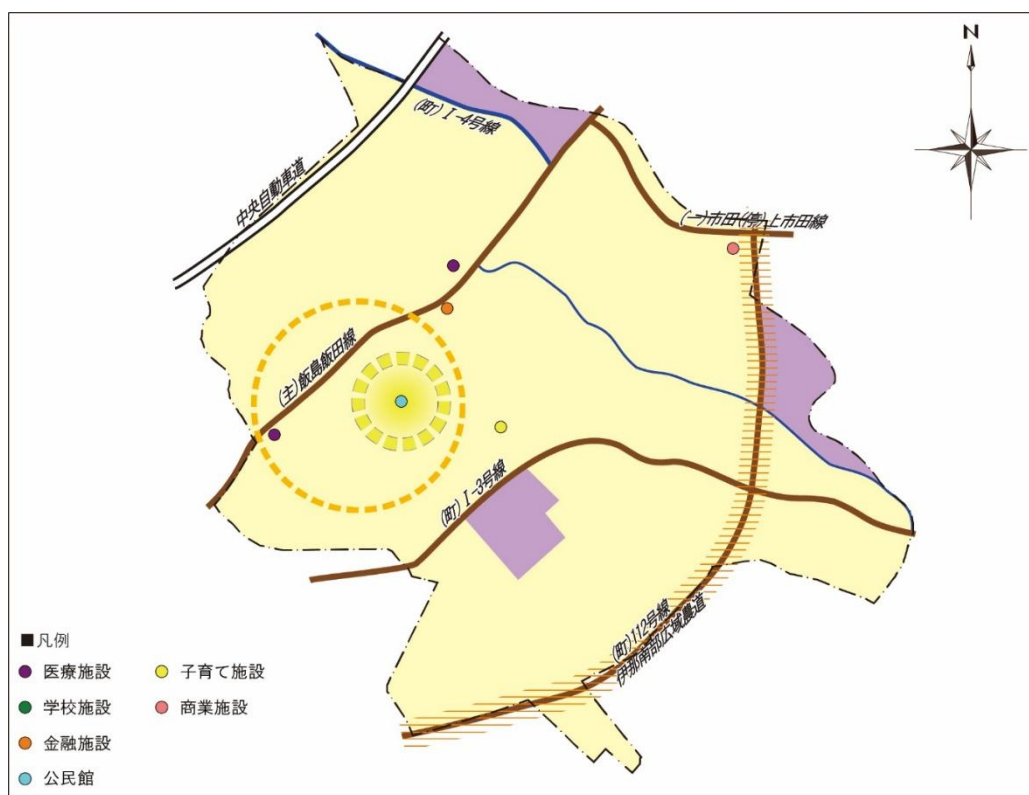 N
(町) Ⅰ-4号線
中央自動車道
(一)市田(停)上市田線
(主)飯島飯田線
(町) Ⅰ-3号線
(町)112号線
伊那南部広域農道
■凡例
医療施設
子育て施設
学校施設
商業施設
金融施設
公民館